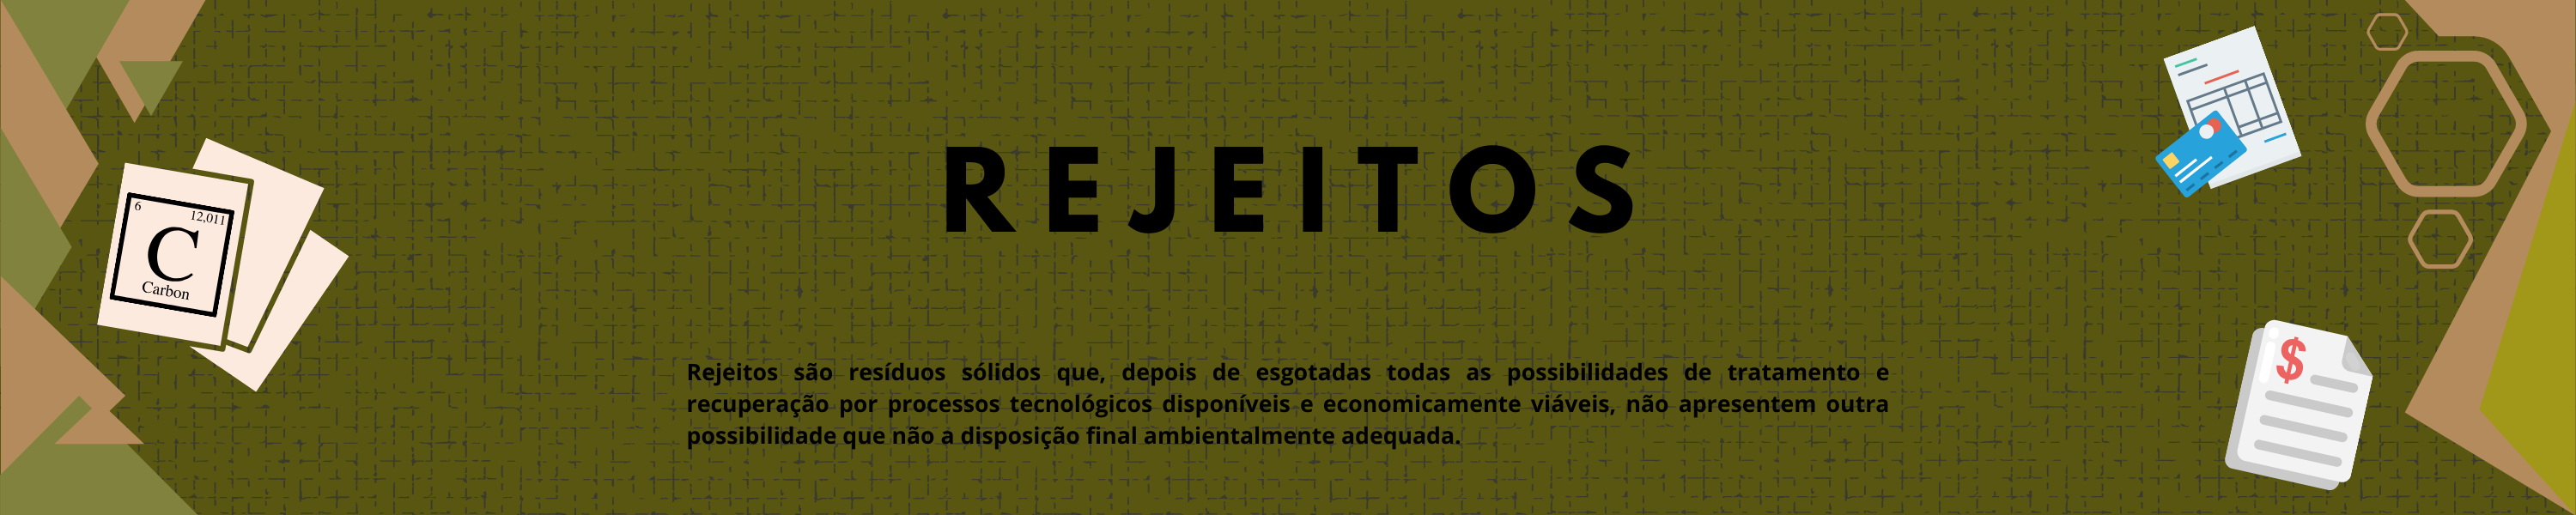 REJEITOS
6
12,011
C
Carbon
$
Rejeitos são resíduos sólidos que, depois de esgotadas todas as possibilidades de tratamento e
recuperação por processos tecnológicos disponíveis e economicamente viáveis, não apresentem outra
possibilidade que não a disposição final ambientalmente adequada.